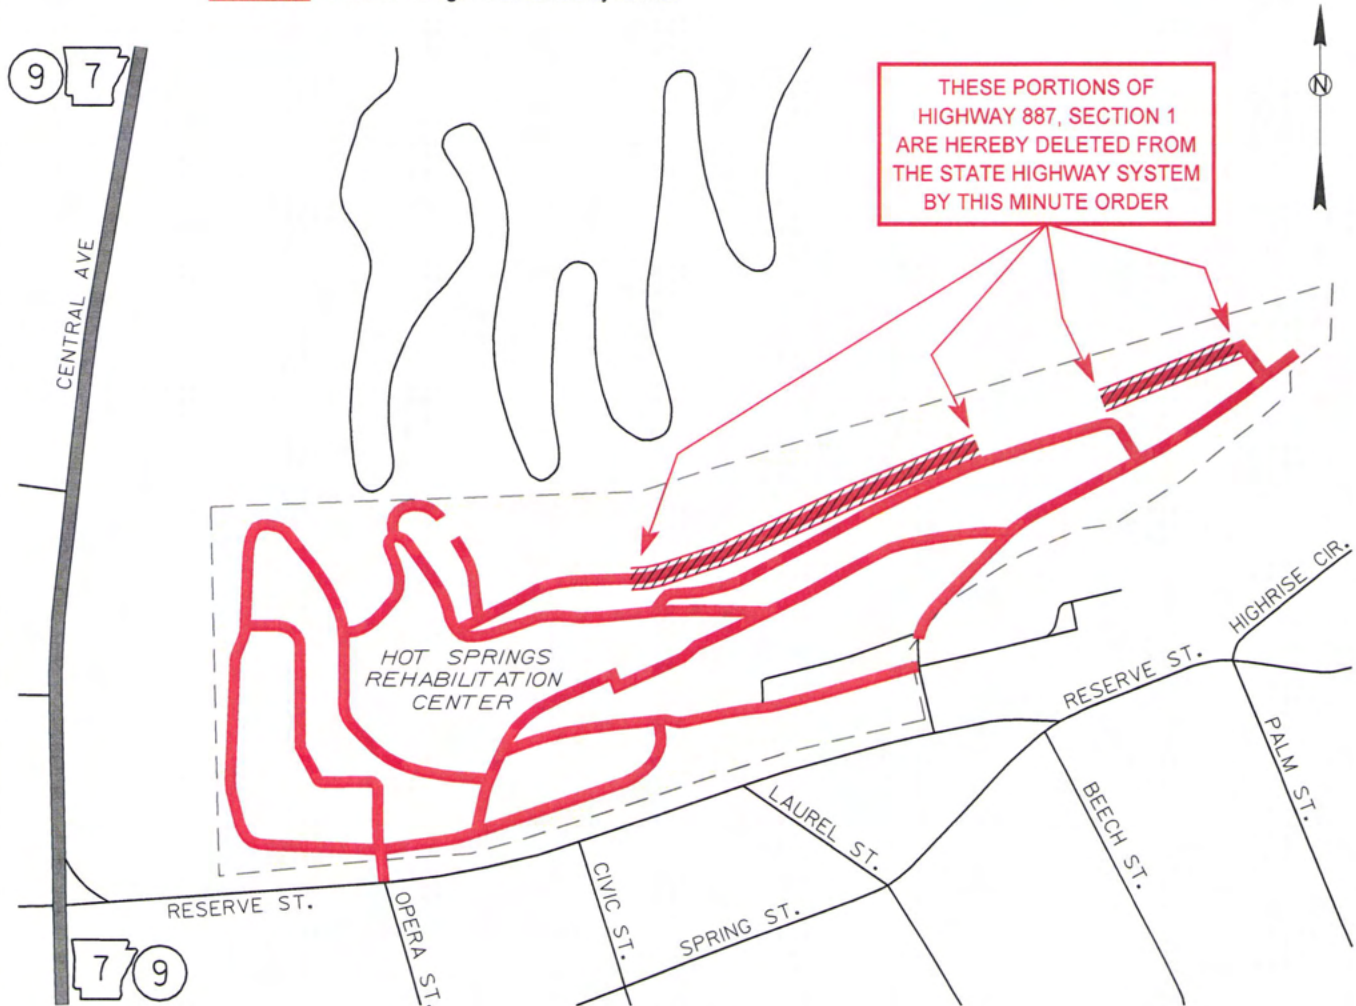 9 7
THESE PORTIONS OF
HIGHWAY 887, SECTION 1
ARE HEREBY DELETED FROM
THE STATE HIGHWAY SYSTEM
BY THIS MINUTE ORDER
N
CENTRAL AVE
HOT SPRINGS
REHABILITATION
CENTER
HIGHRISE CIR.
RESERVE ST.
PALM ST.
BEECH ST.
LAUREL ST.
CIVIC ST.
SPRING ST.
RESERVE ST.
OPERA ST.
7 9